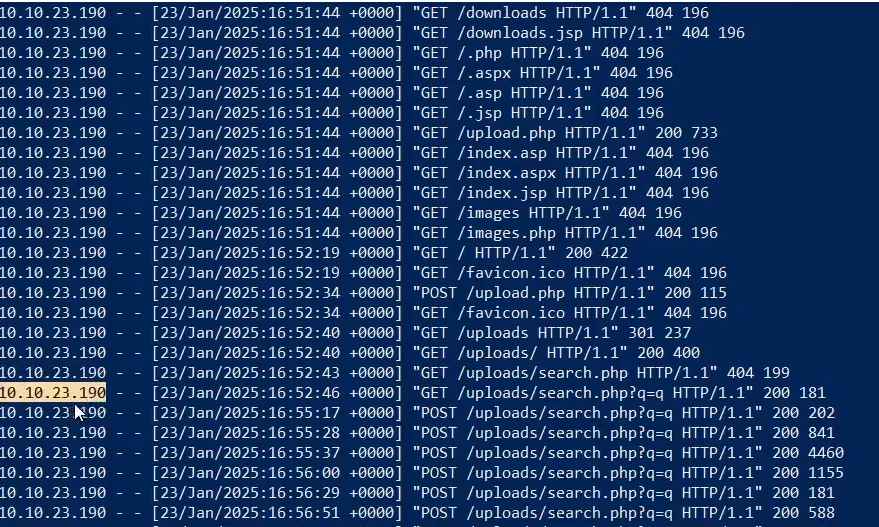 10.10.23.190 - - [23/Jan/2025:16:51:44 +0000] "GET /downloads HTTP/1.1" 404 196
10.10.23.190 - - [23/Jan/2025:16:51:44 +0000] "GET /downloads.jsp HTTP/1.1" 404 196
10.10.23.190 - - [23/Jan/2025:16:51:44 +0000] "GET /.php HTTP/1.1" 404 196
10.10.23.190 - - [23/Jan/2025:16:51:44 +0000] "GET /.aspx HTTP/1.1" 404 196
10.10.23.190 - - [23/Jan/2025:16:51:44 +0000] "GET /.asp HTTP/1.1" 404 196
10.10.23.190 - - [23/Jan/2025:16:51:44 +0000] "GET /.jsp HTTP/1.1" 404 196
10.10.23.190 - - [23/Jan/2025:16:51:44 +0000] "GET /upload.php HTTP/1.1" 200 733
10.10.23.190 - - [23/Jan/2025:16:51:44 +0000] "GET /index.asp HTTP/1.1" 404 196
10.10.23.190 - - [23/Jan/2025:16:51:44 +0000] "GET /index.aspx HTTP/1.1" 404 196
10.10.23.190 - - [23/Jan/2025:16:51:44 +0000] "GET /index.jsp HTTP/1.1" 404 196
10.10.23.190 - - [23/Jan/2025:16:51:44 +0000] "GET /images HTTP/1.1" 404 196
10.10.23.190 - - [23/Jan/2025:16:51:44 +0000] "GET /images.php HTTP/1.1" 404 196
10.10.23.190 - - [23/Jan/2025:16:52:19 +0000] "GET / HTTP/1.1" 200 422
10.10.23.190 - - [23/Jan/2025:16:52:19 +0000] "GET /favicon.ico HTTP/1.1" 404 196
10.10.23.190 - - [23/Jan/2025:16:52:34 +0000] "POST /upload.php HTTP/1.1" 200 115
10.10.23.190 - - [23/Jan/2025:16:52:34 +0000] "GET /favicon.ico HTTP/1.1" 404 196
10.10.23.190 - - [23/Jan/2025:16:52:40 +0000] "GET /uploads HTTP/1.1" 301 237
10.10.23.190 - - [23/Jan/2025:16:52:40 +0000] "GET /uploads/ HTTP/1.1" 200 400
10.10.23.190 - - [23/Jan/2025:16:52:43 +0000] "GET /uploads/search.php HTTP/1.1" 404 199
10.10.23.190 - - [23/Jan/2025:16:52:46 +0000] "GET /uploads/search.php?q=q HTTP/1.1" 200 181
10.10.23.190 - - [23/Jan/2025:16:55:17 +0000] "POST /uploads/search.php?q=q HTTP/1.1" 200 202
10.10.23.190 - - [23/Jan/2025:16:55:28 +0000] "POST /uploads/search.php?q=q HTTP/1.1" 200 841
10.10.23.190 - - [23/Jan/2025:16:55:37 +0000] "POST /uploads/search.php?q=q HTTP/1.1" 200 4460
10.10.23.190 - - [23/Jan/2025:16:56:00 +0000] "POST /uploads/search.php?q=q HTTP/1.1" 200 1155
10.10.23.190 - - [23/Jan/2025:16:56:29 +0000] "POST /uploads/search.php?q=q HTTP/1.1" 200 181
10.10.23.190 - - [23/Jan/2025:16:56:51 +0000] "POST /uploads/search.php?q=q HTTP/1.1" 200 588